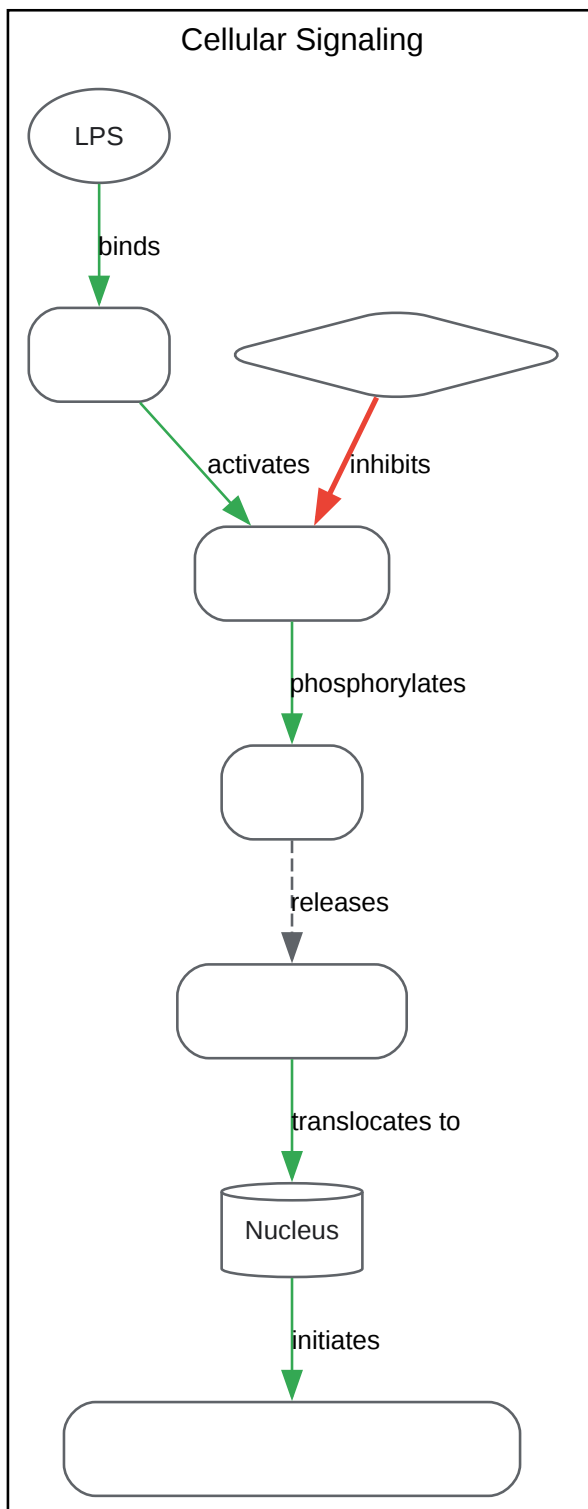 Cellular Signaling
LPS
binds
activates
inhibits
phosphorylates
releases
translocates to
Nucleus
initiates